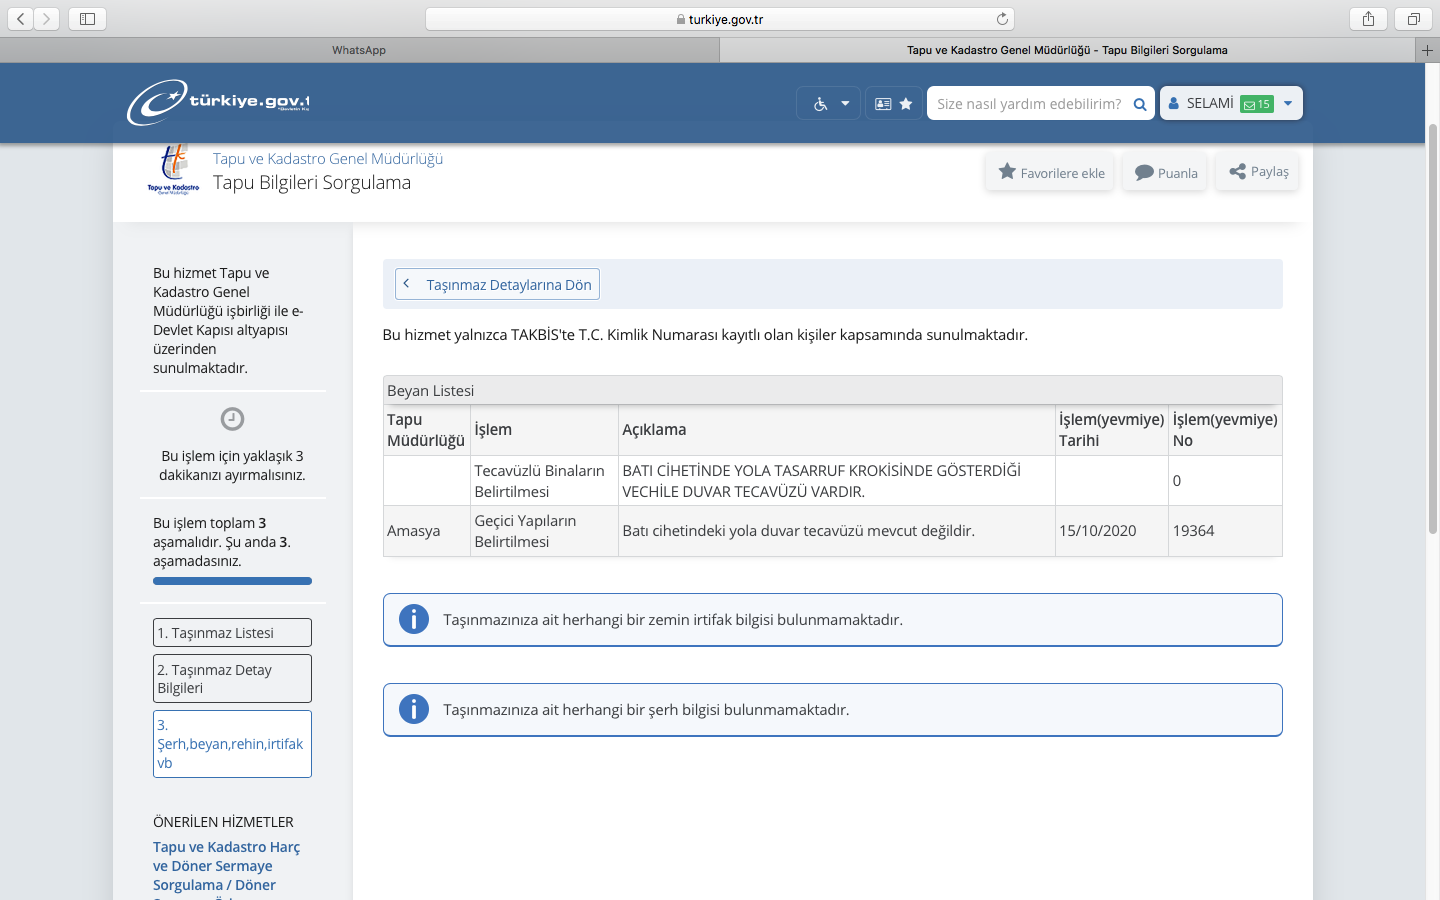 turkiye.gov.tr
WhatsApp
Tapu ve Kadastro Genel Müdürlüğü - Tapu Bilgileri Sorgulama
türkiye.gov.t
Size nasıl yardım edebilirim?
SELAMİ 15
Tapu ve Kadastro
Genel Müdürlüğü
Tapu ve Kadastro Genel Müdürlüğü
Tapu Bilgileri Sorgulama
Favorilere ekle
Puanla
Paylaş
Bu hizmet Tapu ve
Kadastro Genel
Müdürlüğü işbirliği ile e-
Devlet Kapısı altyapısı
üzerinden
sunulmaktadır.
Bu işlem için yaklaşık 3
dakikanızı ayırmalısınız.
Bu işlem toplam 3
aşamalıdır. Şu anda 3.
aşamadasınız.
1. Taşınmaz Listesi
2. Taşınmaz Detay
Bilgileri
3.
Şerh,beyan,rehin,irtifak
vb
ÖNERİLEN HİZMETLER
Tapu ve Kadastro Harç
ve Döner Sermaye
Sorgulama / Döner
Taşınmaz Detaylarına Dön
Bu hizmet yalnızca TAKBİS'te T.C. Kimlik Numarası kayıtlı olan kişiler kapsamında sunulmaktadır.
Beyan Listesi
Tapu
Müdürlüğü
İşlem
Açıklama
İşlem(yevmiye)
Tarihi
İşlem(yevmiye)
No
Tecavüzlü Binaların
Belirtilmesi
BATI CİHETİNDE YOLA TASARRUF KROKİSİNDE GÖSTERDİĞİ
VECHİLE DUVAR TECAVÜZÜ VARDIR.
0
Amasya
Geçici Yapıların
Belirtilmesi
Batı cihetindeki yola duvar tecavüzü mevcut değildir.
15/10/2020
19364
Taşınmazınıza ait herhangi bir zemin irtifak bilgisi bulunmamaktadır.
Taşınmazınıza ait herhangi bir şerh bilgisi bulunmamaktadır.